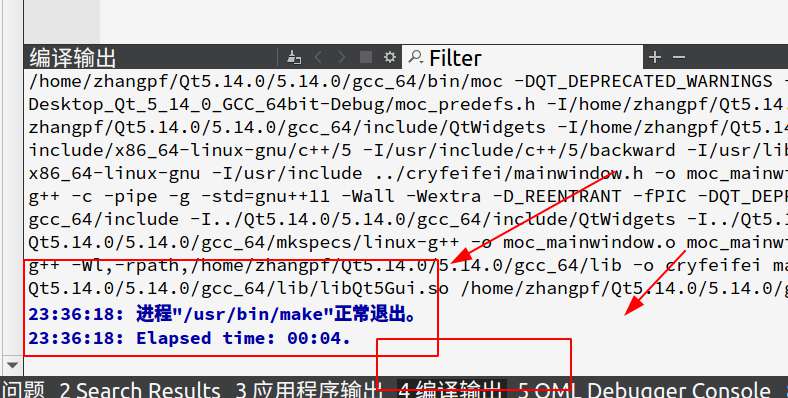 编译输出 Filter
/home/zhangpf/Qt5.14.0/5.14.0/gcc_64/bin/moc -DQT_DEPRECATED_WARNINGS -
Desktop_Qt_5_14_0_GCC_64bit-Debug/moc_predefs.h -I/home/zhangpf/Qt5.14.
zhangpf/Qt5.14.0/5.14.0/gcc_64/include/QtWidgets -I/home/zhangpf/Qt5.14.0
include/x86_64-linux-gnu/c++/5 -I/usr/include/c++/5/backward -I/usr/lib
x86_64-linux-gnu -I/usr/include ../cryfeifei/mainwindow.h -o moc_mainwi
g++ -c -pipe -g -std=gnu++11 -Wall -Wextra -D_REENTRANT -fPIC -DQT_DEPR
gcc_64/include -I../Qt5.14.0/5.14.0/gcc_64/include/QtWidgets -I../Qt5.1
Qt5.14.0/5.14.0/gcc_64/mkspecs/linux-g++ -o moc_mainwindow.o moc_mainwi
g++ -Wl,-rpath,/home/zhangpf/Qt5.14.0/5.14.0/gcc_64/lib -o cryfeifei ma
Qt5.14.0/5.14.0/gcc_64/lib/libQt5Gui.so /home/zhangpf/Qt5.14.0/5.14.0/g
23:36:18: 进程"/usr/bin/make"正常退出。
23:36:18: Elapsed time: 00:04.
问题 2 Search Results 3 应用程序输出 4 编译输出 5 QML Debugger Console